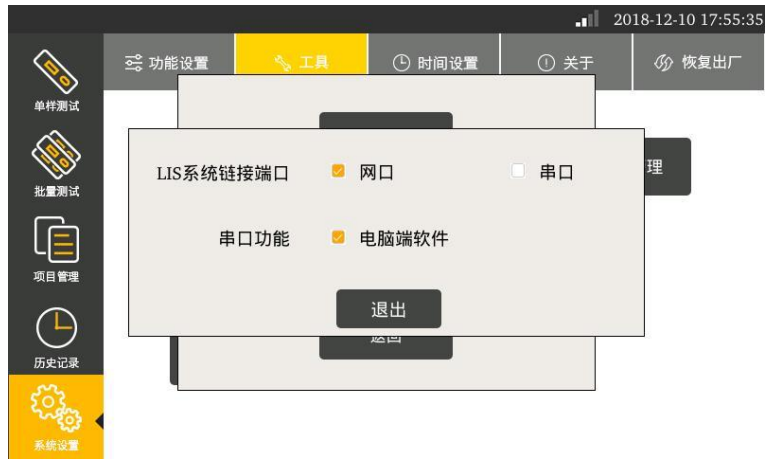 2018-12-10 17:55:35
功能设置
工具
时间设置
关于
恢复出厂
单样测试
批量测试
项目管理
历史记录
系统设置
理
LIS系统链接端口
网口
串口
串口功能
电脑端软件
退出
返回